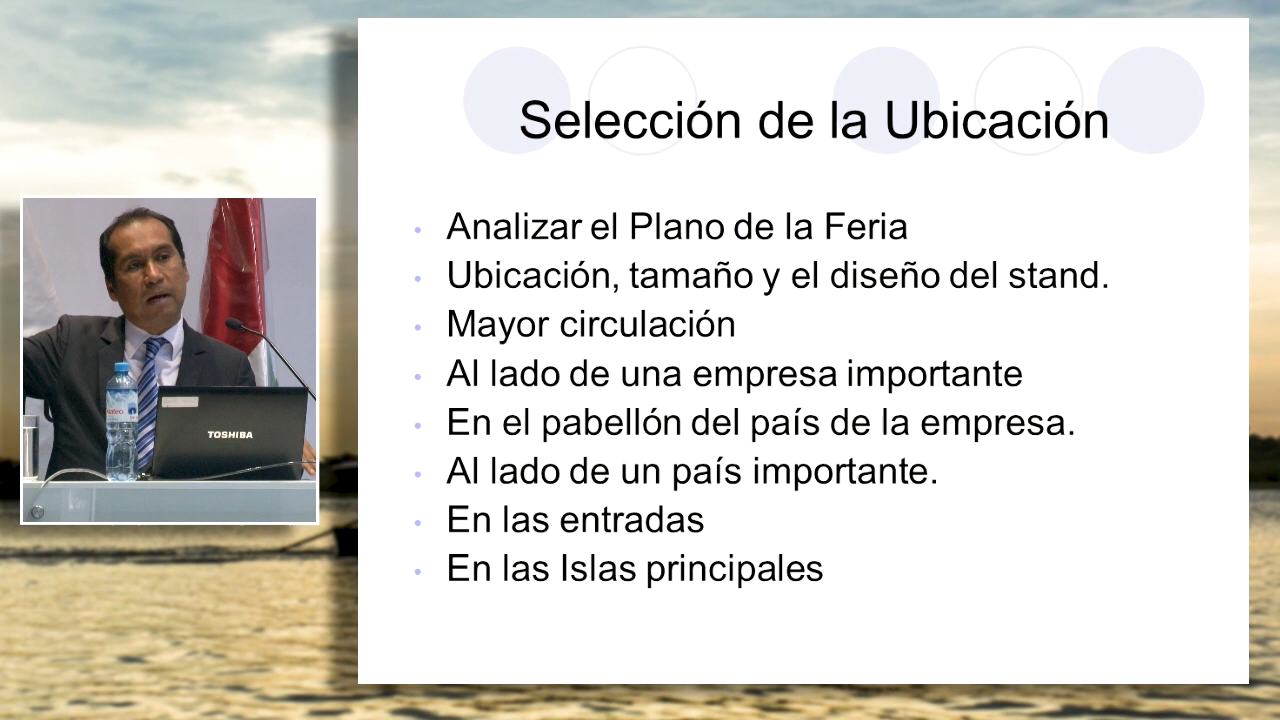 Selección de la Ubicación
Analizar el Plano de la Feria
Ubicación, tamaño y el diseño del stand.
Mayor circulación
Al lado de una empresa importante
En el pabellón del país de la empresa.
Al lado de un país importante.
En las entradas
En las Islas principales
TOSHIBA